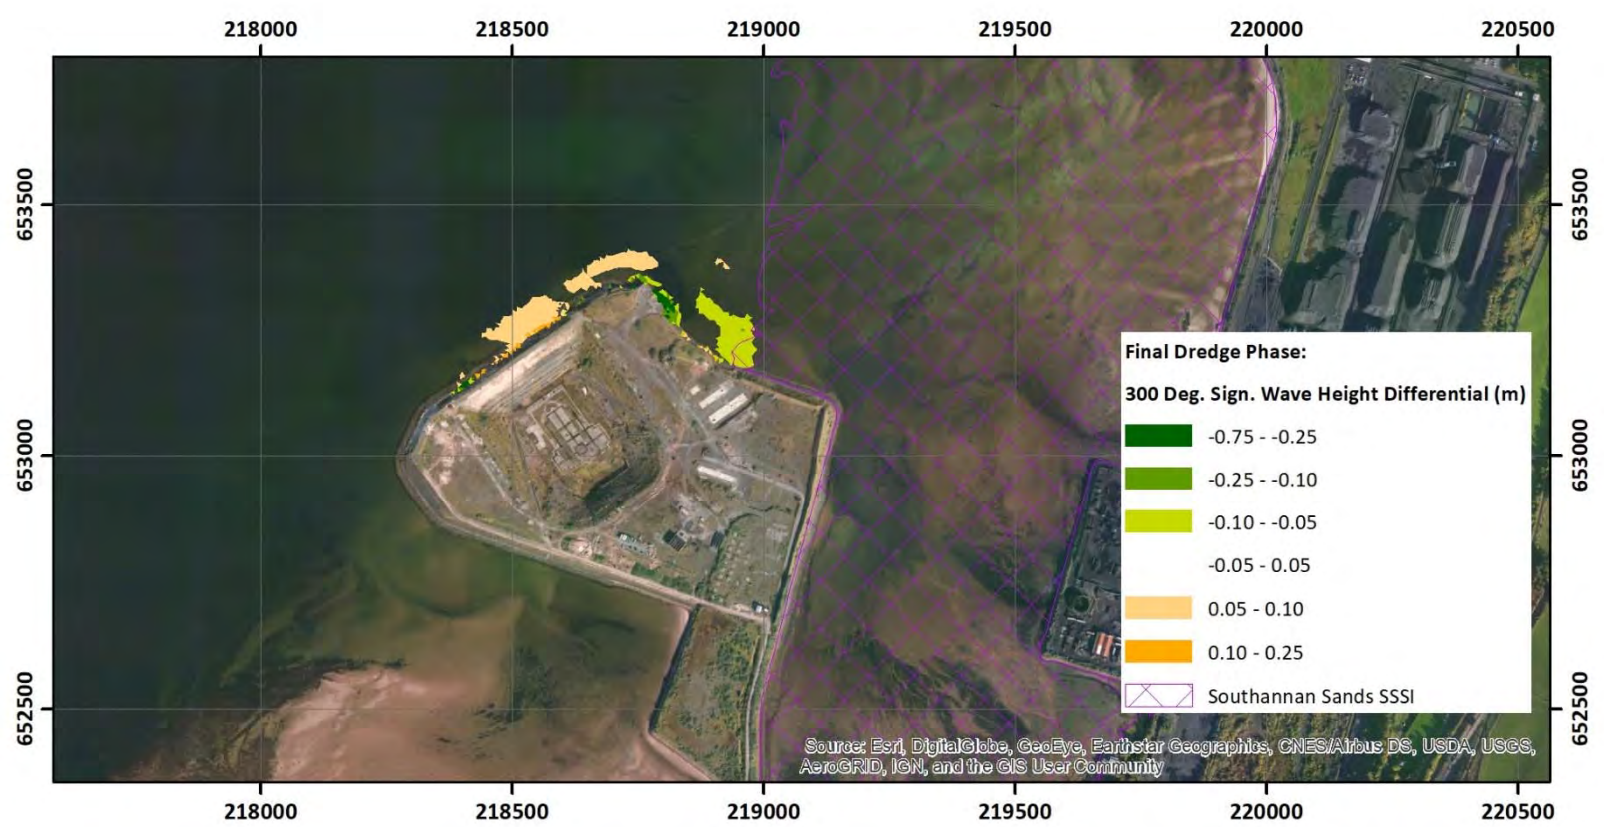 218000 218500 219000 219500 220000 220500
653500 653500
Final Dredge Phase:
300 Deg. Sign. Wave Height Differential (m)
-0.75 - -0.25
653000 653000
-0.25 - -0.10
-0.10 - -0.05
-0.05 - 0.05
0.05 - 0.10
0.10 - 0.25
Southannan Sands SSSI
652500 652500
Source: Esri, DigitalGlobe, GeoEye, Earthstar Geographics, CNES/Airbus DS, USDA, USGS,
AeroGRID, IGN, and the GIS User Community
218000 218500 219000 219500 220000 220500